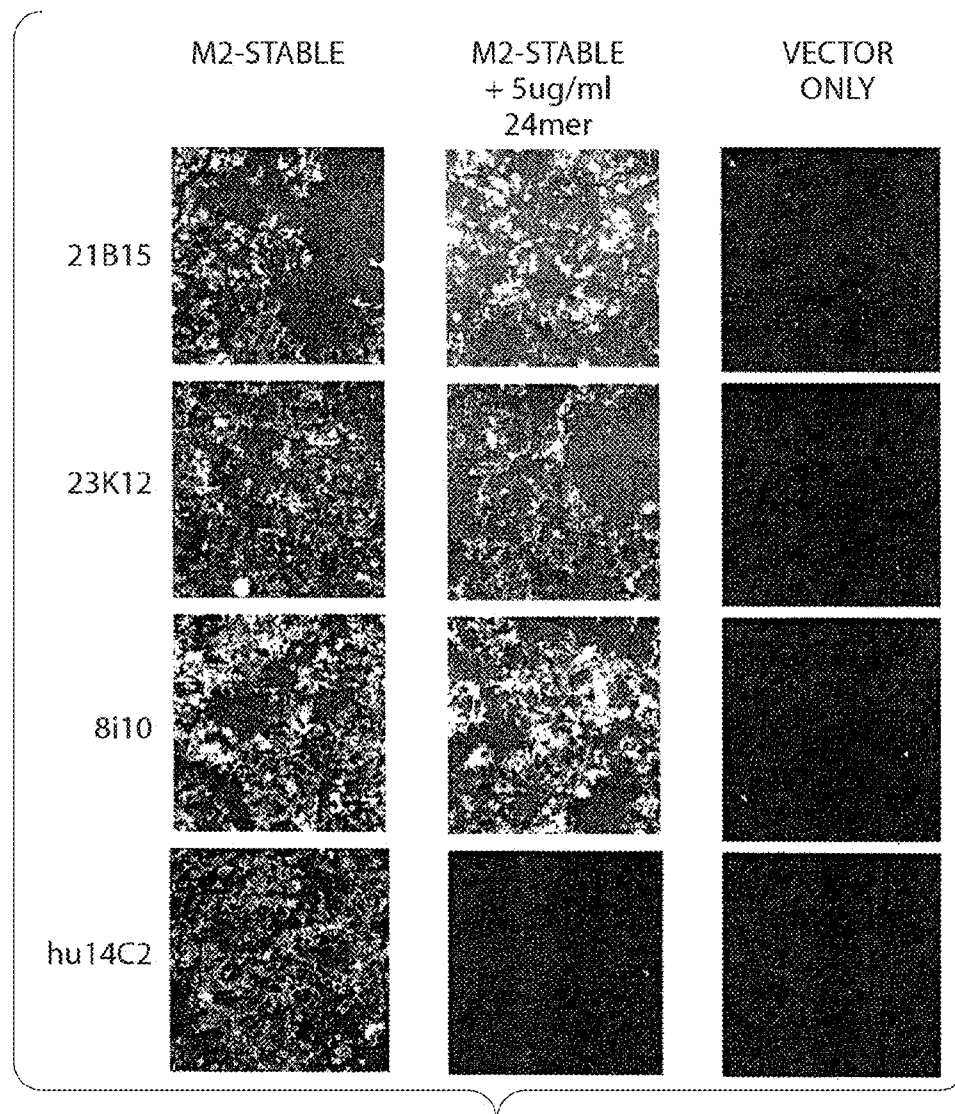 M2-STABLE
M2-STABLE
+ 5ug/ml
24mer
VECTOR
ONLY
21B15
23K12
8i10
hu14C2